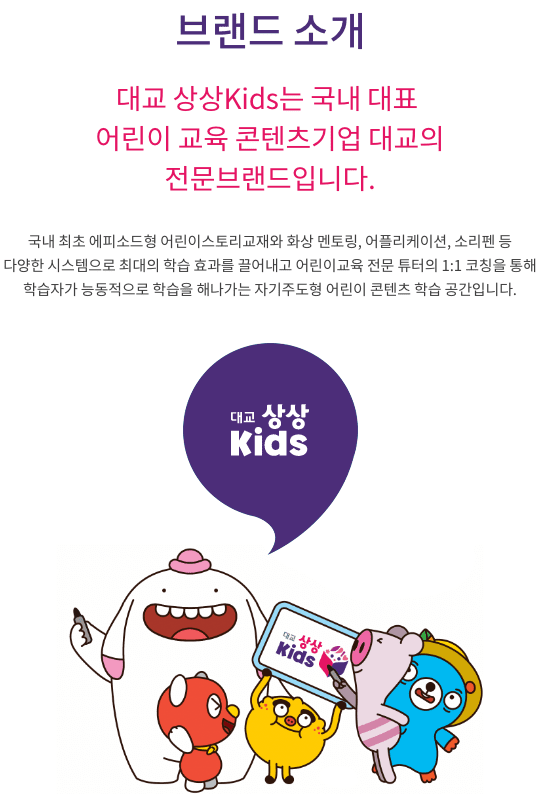 브랜드 소개
대교 상상Kids는 국내 대표
어린이 교육 콘텐츠기업 대교의
전문브랜드입니다.
국내 최초 에피소드형 어린이스토리교재와 화상 멘토링, 어플리케이션, 소리펜 등
다양한 시스템으로 최대의 학습 효과를 끌어내고 어린이교육 전문 튜터의 1:1 코칭을 통해
학습자가 능동적으로 학습을 해나가는 자기주도형 어린이 콘텐츠 학습 공간입니다.
대교 상상
Kids
대교 상상
Kids